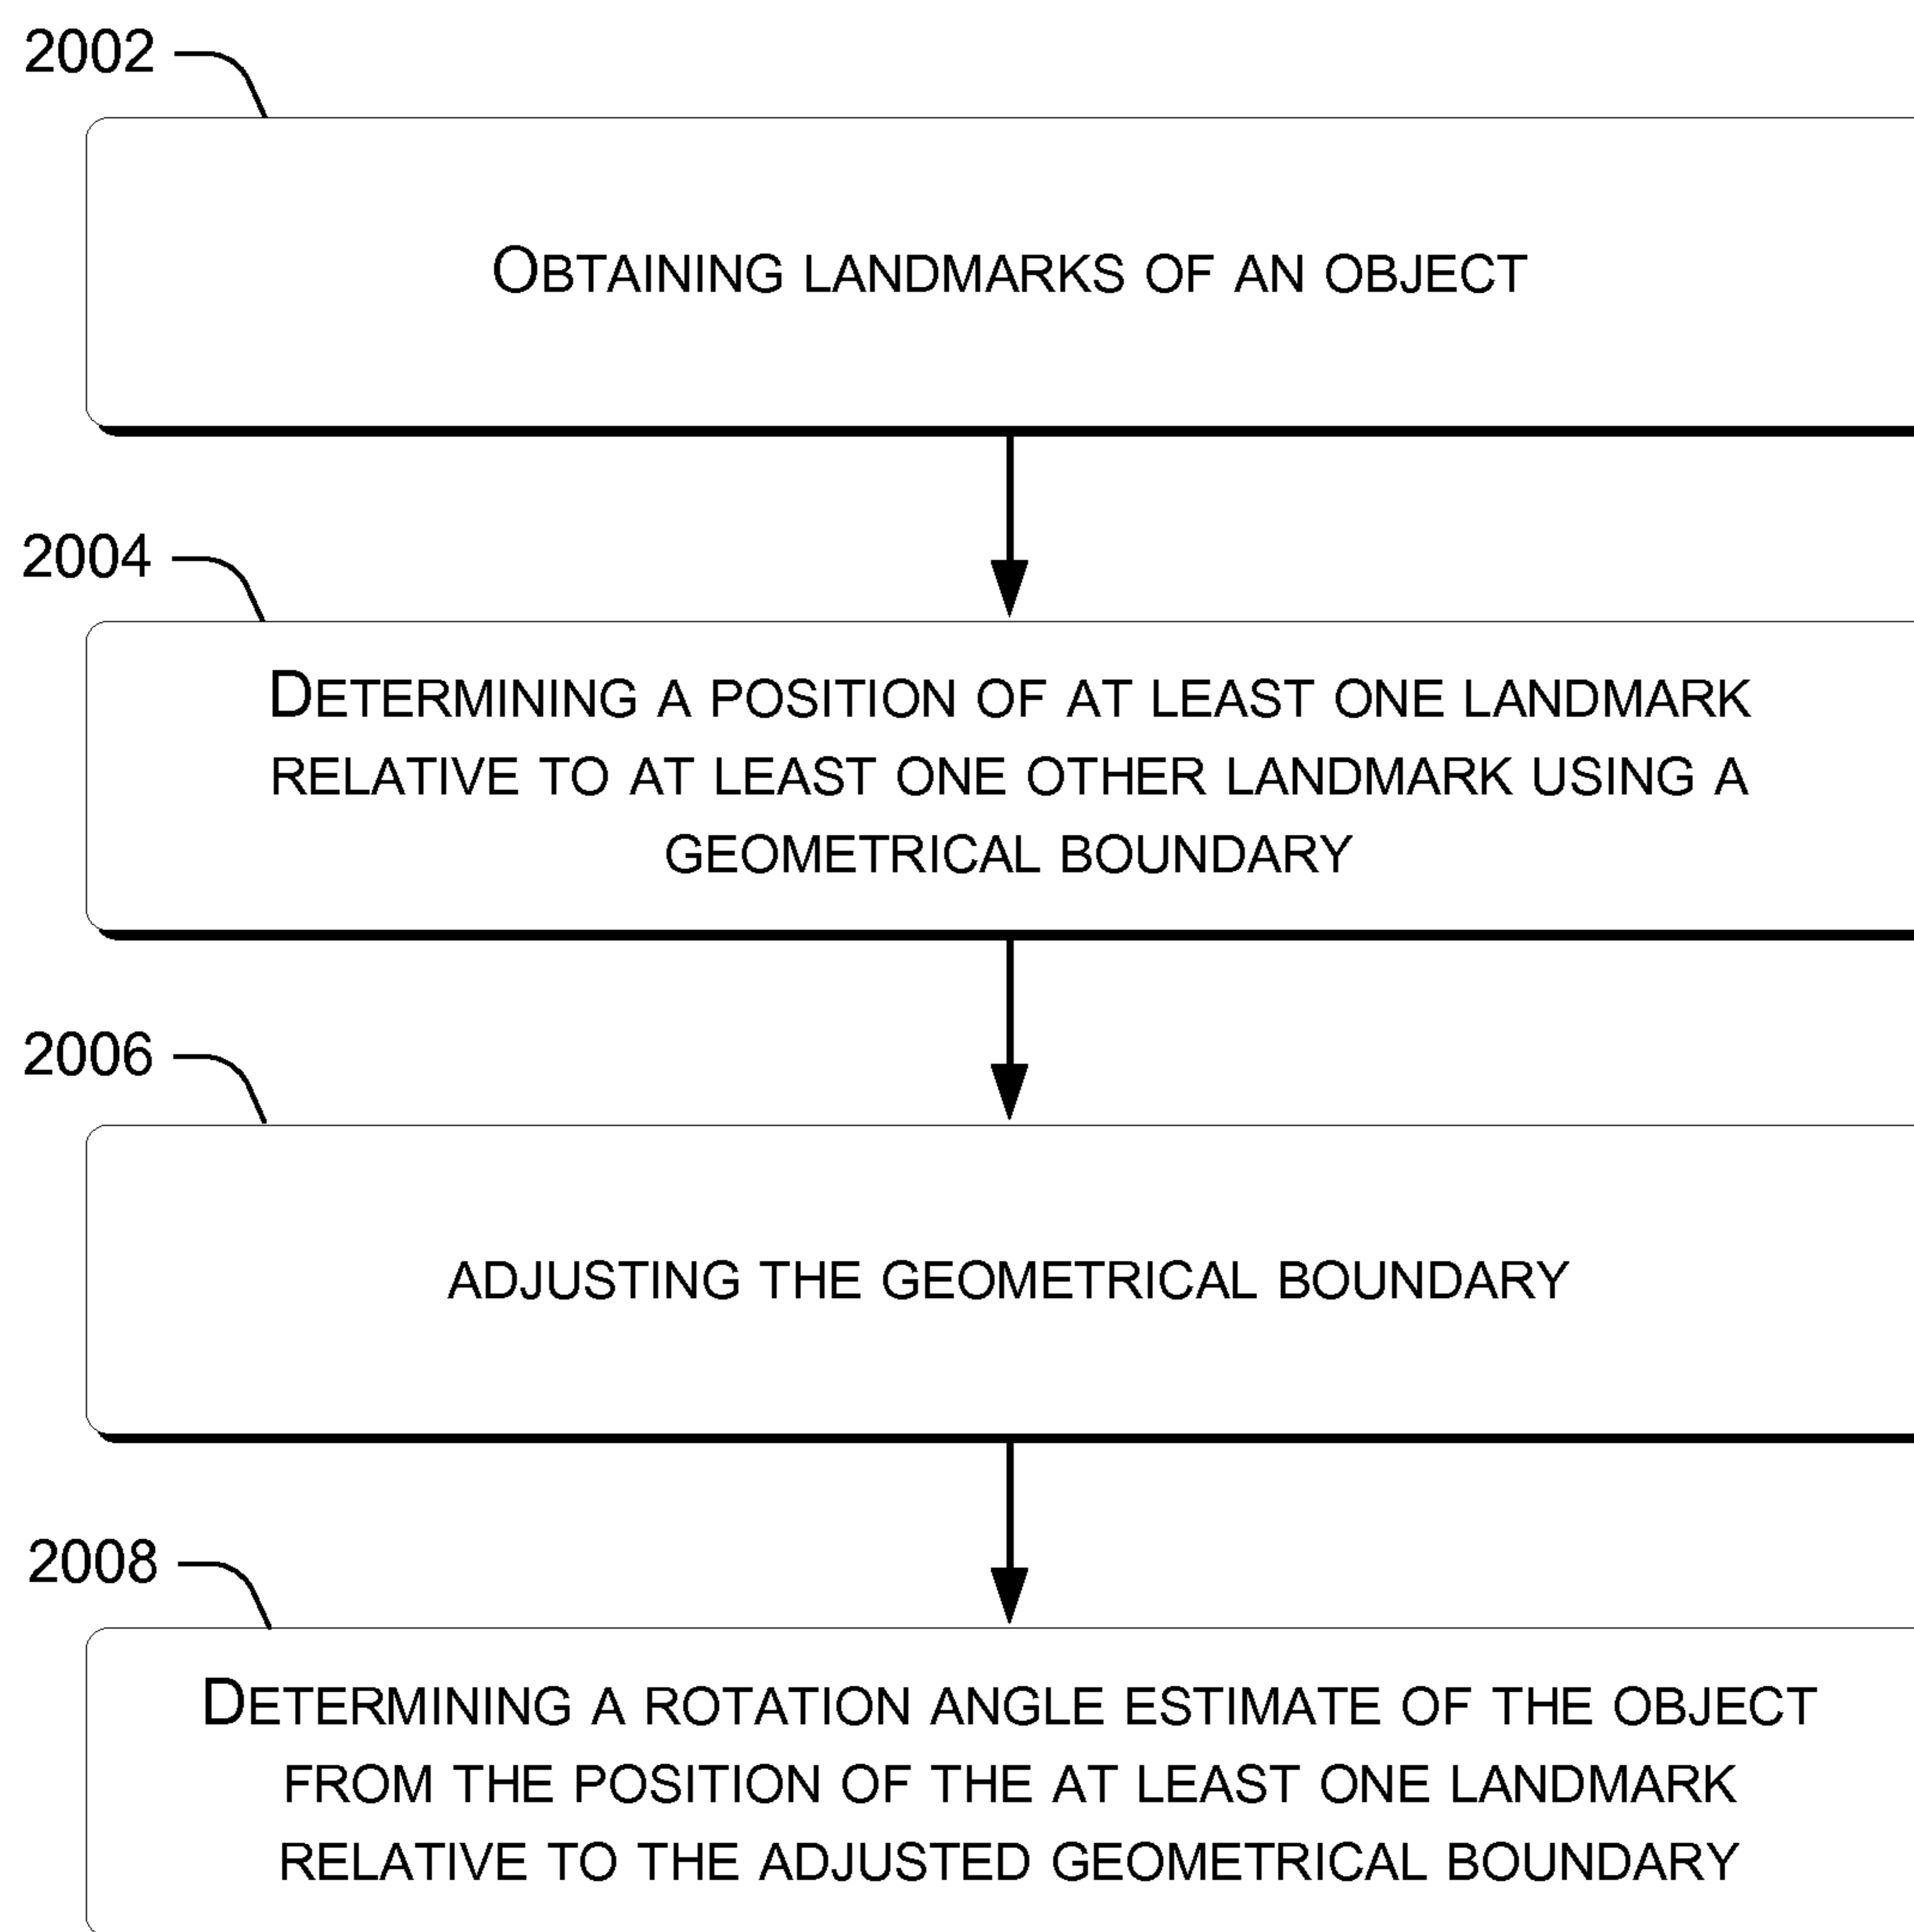 2002
OBTAINING LANDMARKS OF AN OBJECT
2004
DETERMINING A POSITION OF AT LEAST ONE LANDMARK
RELATIVE TO AT LEAST ONE OTHER LANDMARK USING A
GEOMETRICAL BOUNDARY
2006
ADJUSTING THE GEOMETRICAL BOUNDARY
2008
DETERMINING A ROTATION ANGLE ESTIMATE OF THE OBJECT
FROM THE POSITION OF THE AT LEAST ONE LANDMARK
RELATIVE TO THE ADJUSTED GEOMETRICAL BOUNDARY